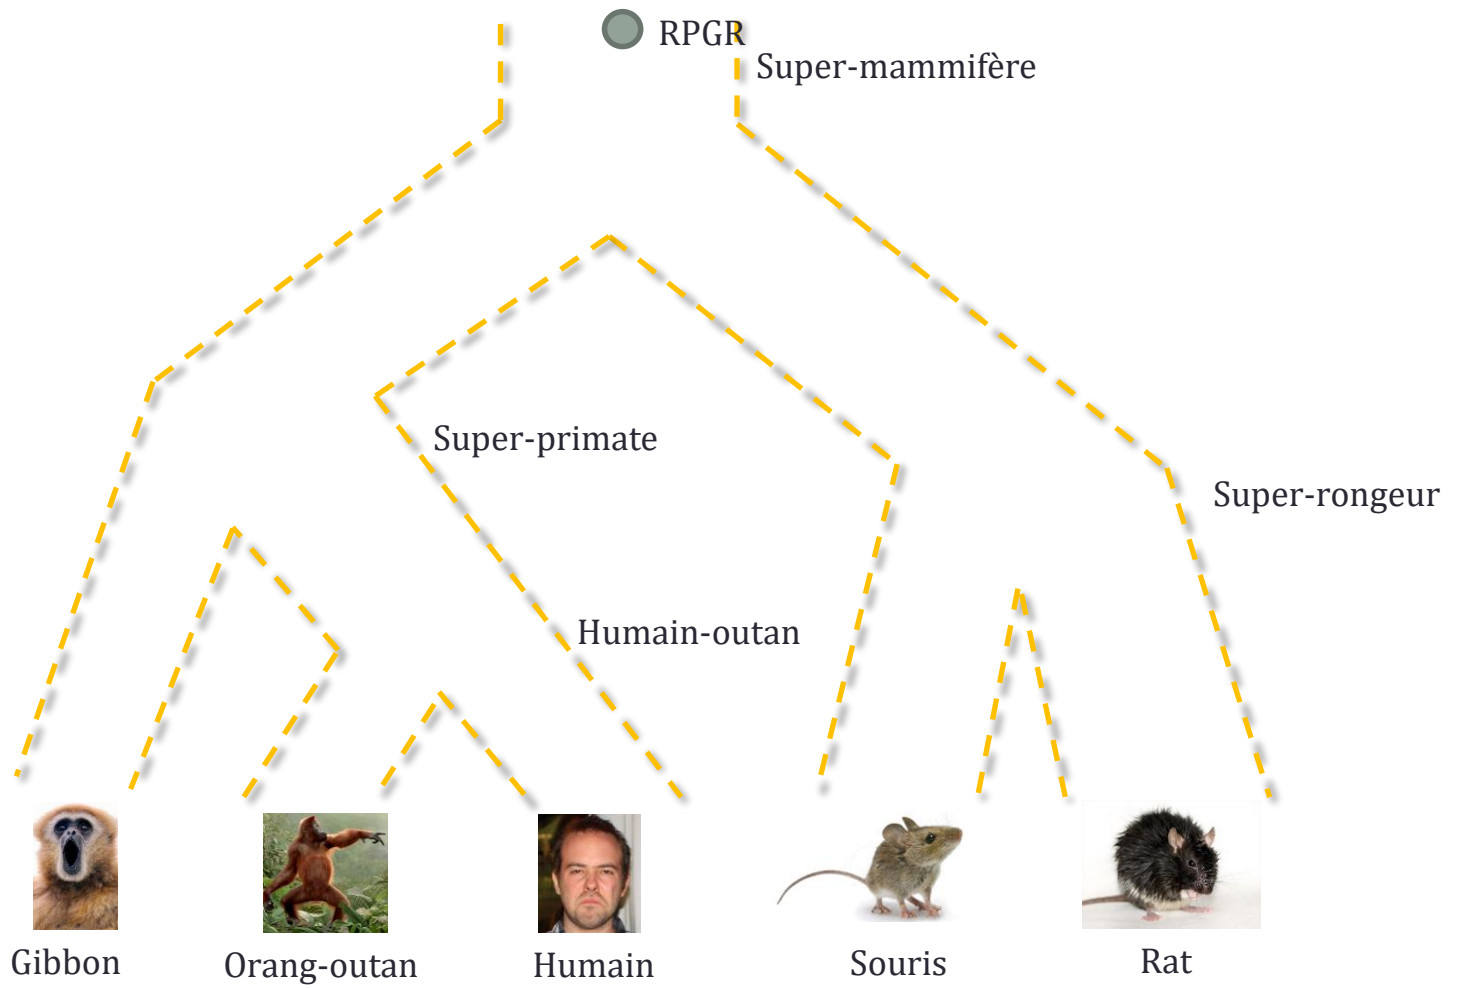 RPGR
Super-mammifère
Super-primate
Super-rongeur
Humain-outan
Gibbon
Orang-outan
Humain
Souris
Rat